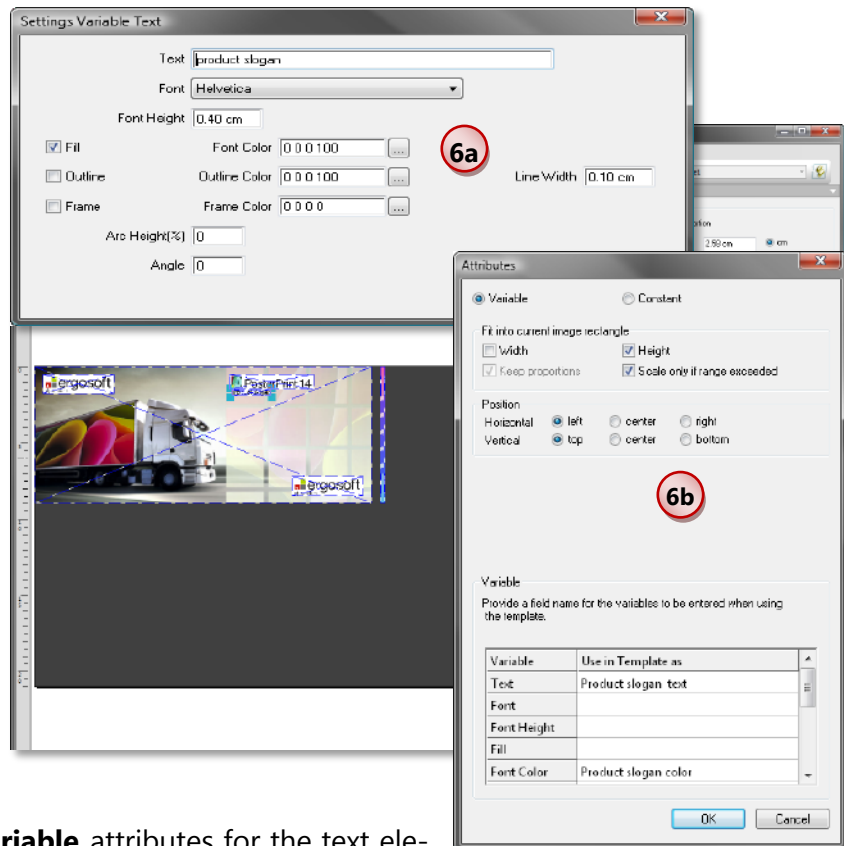 Settings Variable Text
Text product slogan
Font Helvetica
Font Height 0.40 cm
Fill Font Color 0 0 0 100 ...
Outline Outline Color 0 0 0 100 ... Line Width 0.10 cm
Frame Frame Color 0 0 0 0 ...
Arc Height(%) 0
Angle 0
6a
2.59 cm cm
Attributes
Variable Constant
Fit into current image rectangle
Width Height
Keep proportions Scale only if range exceeded
Position
Horizontal left center right
Vertical top center bottom
6b
ergosoft
PosterPrint 14
ergosoft
Variable
Provide a field name for the variables to be entered when using
the template.
Variable Use in Template as
Text Product slogan text
Font
Font Height
Fill
Font Color Product slogan color
OK Cancel
riable attributes for the text ele-